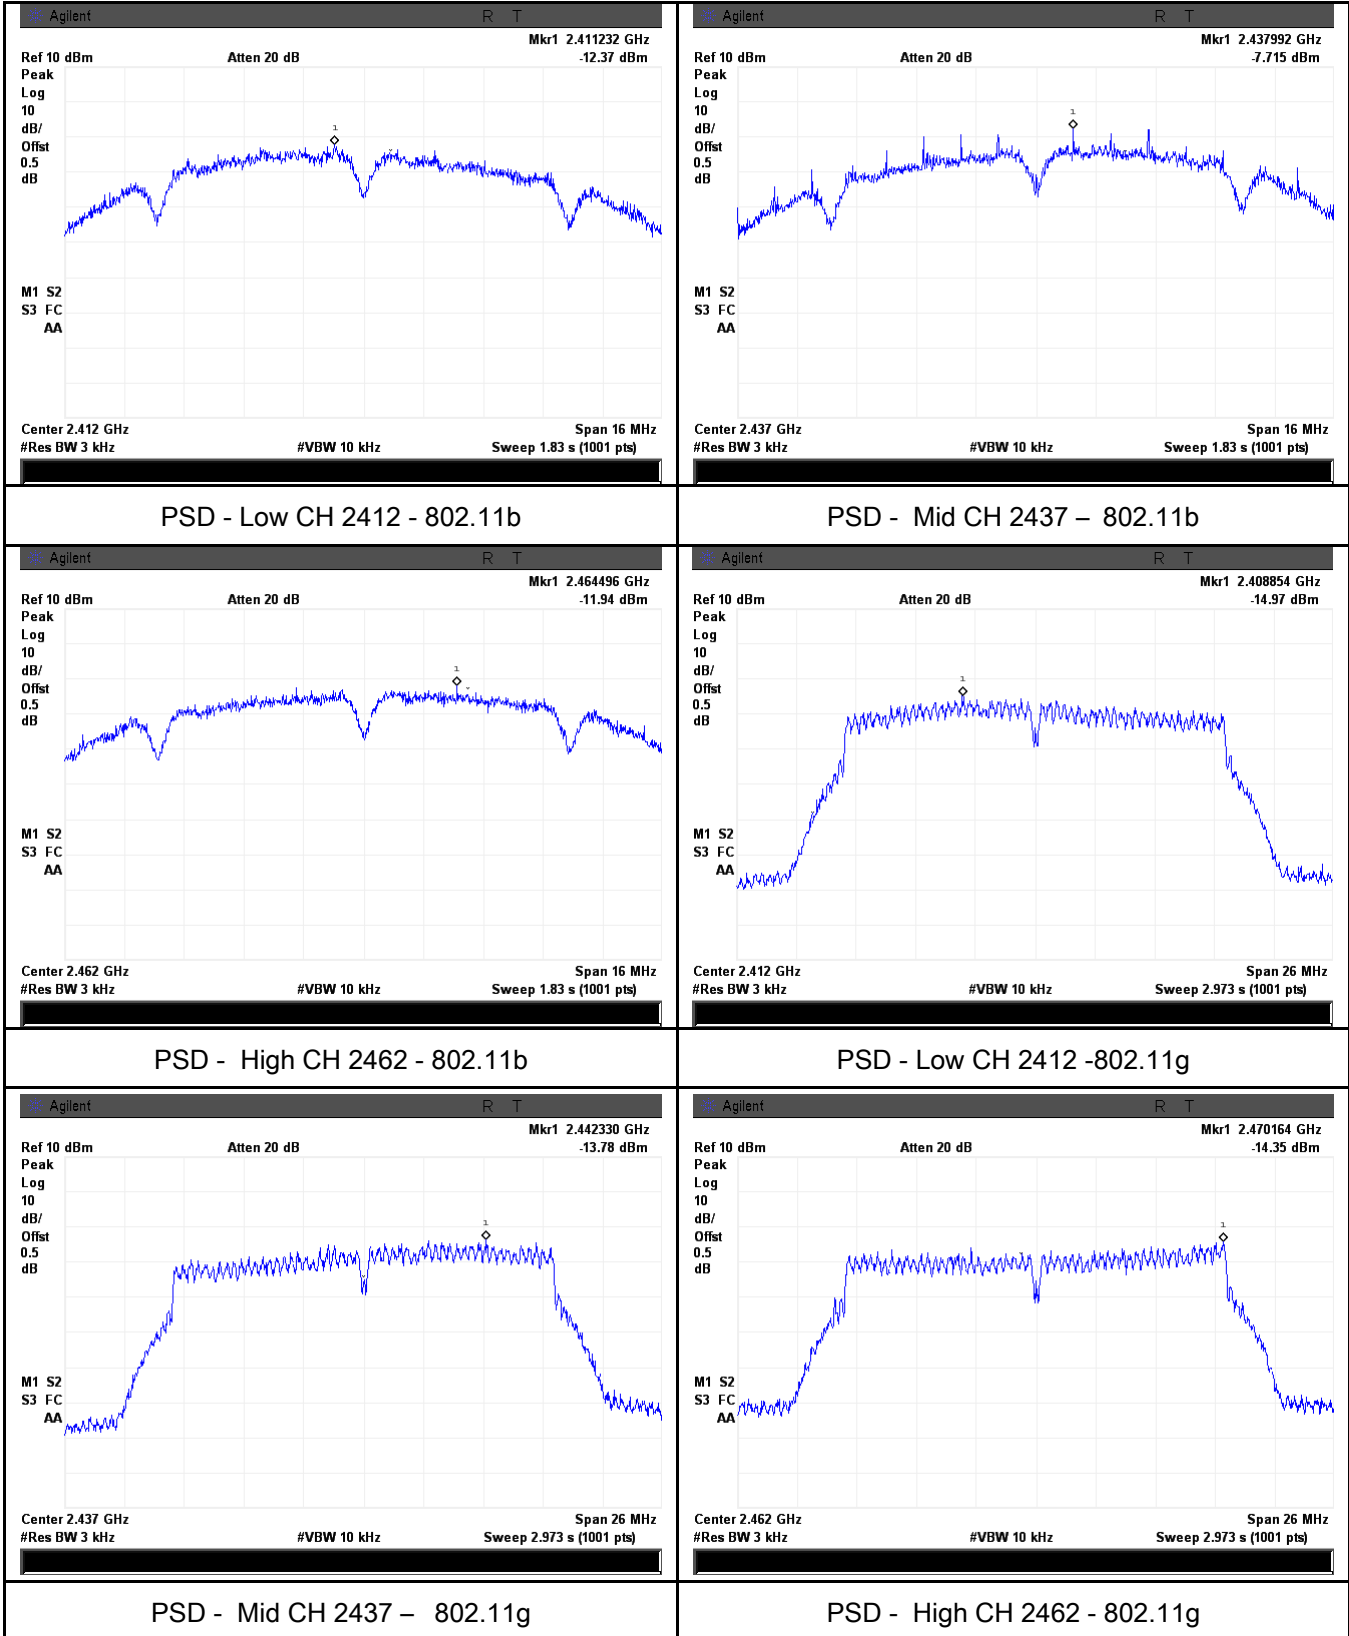 Agilent R T
Mkr1 2.411232 GHz
Ref 10 dBm Atten 20 dB -12.37 dBm
Peak
Log
10
dB/
Offst
0.5
dB
1
M1 S2
S3 FC
AA
Center 2.412 GHz Span 16 MHz
#Res BW 3 kHz #VBW 10 kHz Sweep 1.83 s (1001 pts)
PSD - Low CH 2412 - 802.11b
Agilent R T
Mkr1 2.437992 GHz
Ref 10 dBm Atten 20 dB -7.715 dBm
Peak
Log
10
dB/
Offst
0.5
dB
1
M1 S2
S3 FC
AA
Center 2.437 GHz Span 16 MHz
#Res BW 3 kHz #VBW 10 kHz Sweep 1.83 s (1001 pts)
PSD - Mid CH 2437 – 802.11b
Agilent R T
Mkr1 2.464496 GHz
Ref 10 dBm Atten 20 dB -11.94 dBm
Peak
Log
10
dB/
Offst
0.5
dB
1
M1 S2
S3 FC
AA
Center 2.462 GHz Span 16 MHz
#Res BW 3 kHz #VBW 10 kHz Sweep 1.83 s (1001 pts)
PSD - High CH 2462 - 802.11b
Agilent R T
Mkr1 2.408854 GHz
Ref 10 dBm Atten 20 dB -14.97 dBm
Peak
Log
10
dB/
Offst
0.5
dB
1
M1 S2
S3 FC
AA
Center 2.412 GHz Span 26 MHz
#Res BW 3 kHz #VBW 10 kHz Sweep 2.973 s (1001 pts)
PSD - Low CH 2412 -802.11g
Agilent R T
Mkr1 2.442330 GHz
Ref 10 dBm Atten 20 dB -13.78 dBm
Peak
Log
10
dB/
Offst
0.5
dB
1
M1 S2
S3 FC
AA
Center 2.437 GHz Span 26 MHz
#Res BW 3 kHz #VBW 10 kHz Sweep 2.973 s (1001 pts)
PSD - Mid CH 2437 – 802.11g
Agilent R T
Mkr1 2.470164 GHz
Ref 10 dBm Atten 20 dB -14.35 dBm
Peak
Log
10
dB/
Offst
0.5
dB
1
M1 S2
S3 FC
AA
Center 2.462 GHz Span 26 MHz
#Res BW 3 kHz #VBW 10 kHz Sweep 2.973 s (1001 pts)
PSD - High CH 2462 - 802.11g